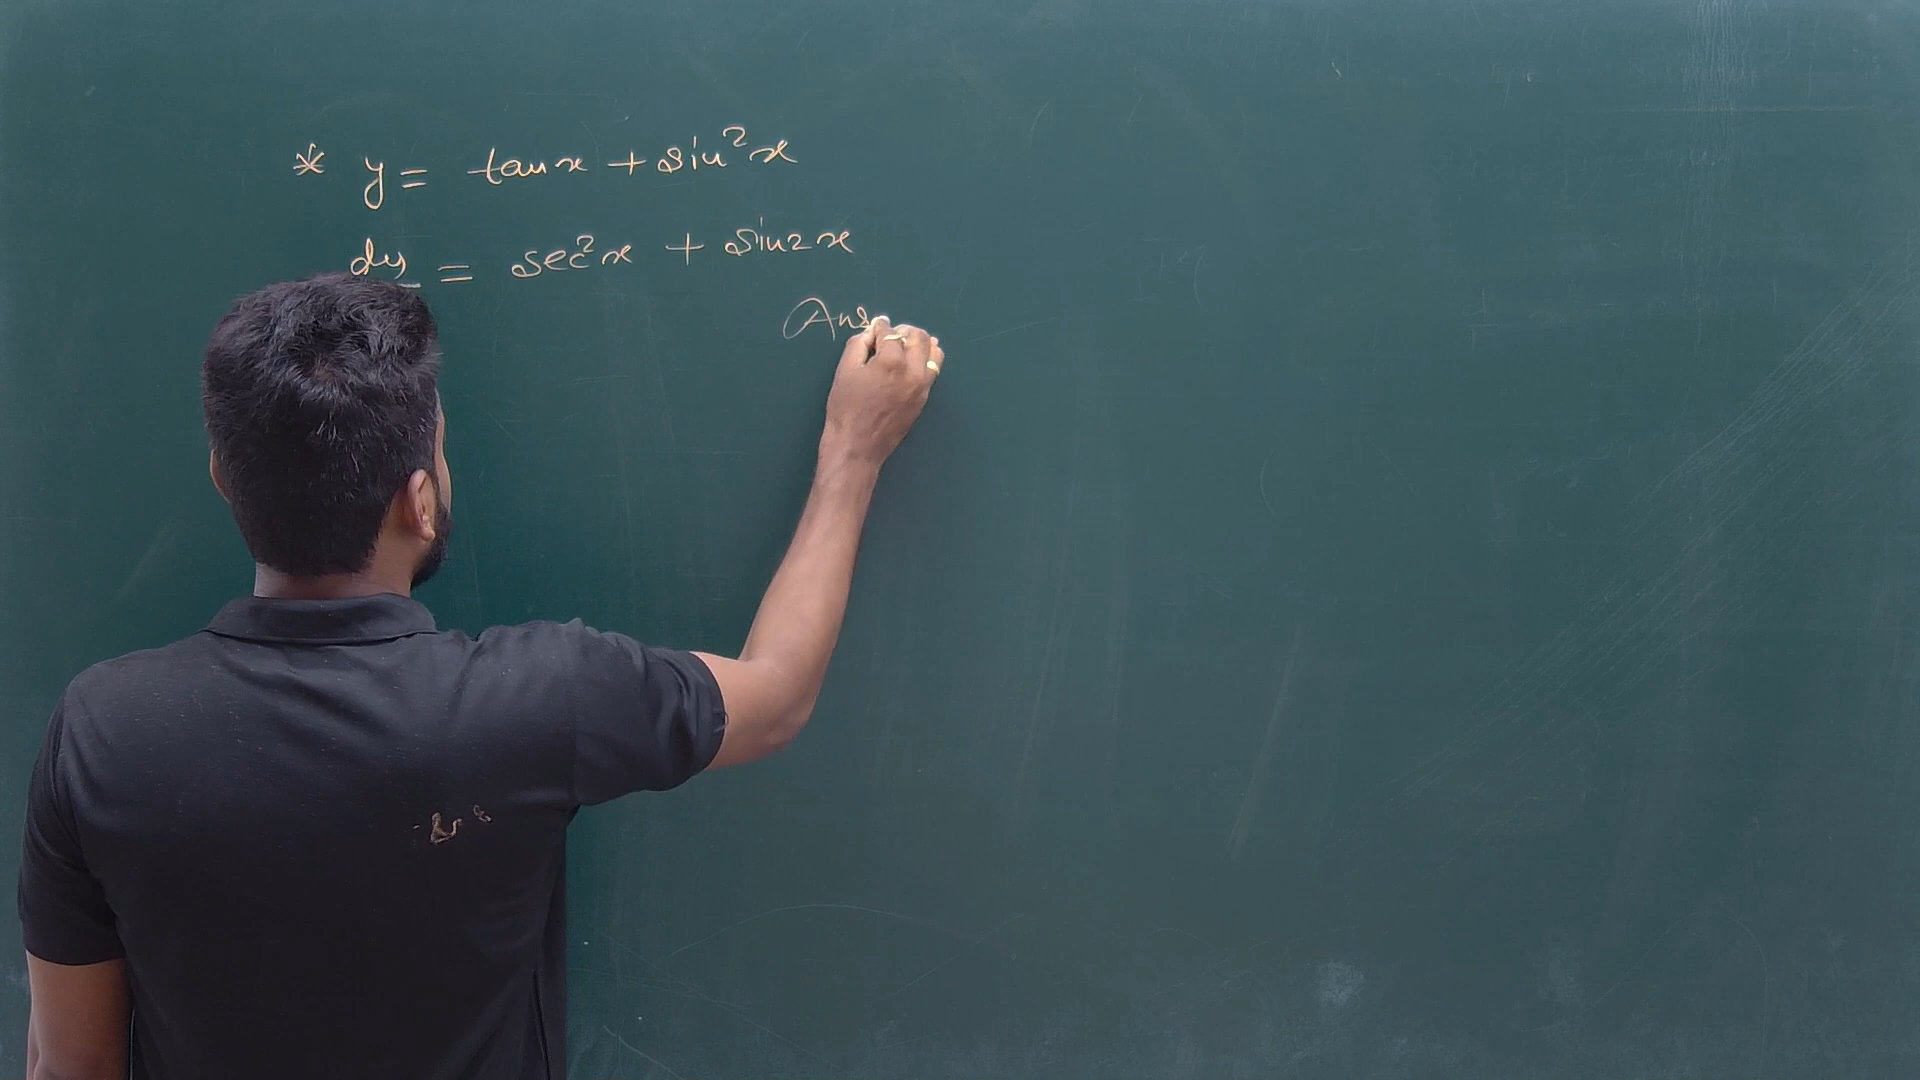 * y = tanx + sin²x
dy = sec²x + sin2x
Ans